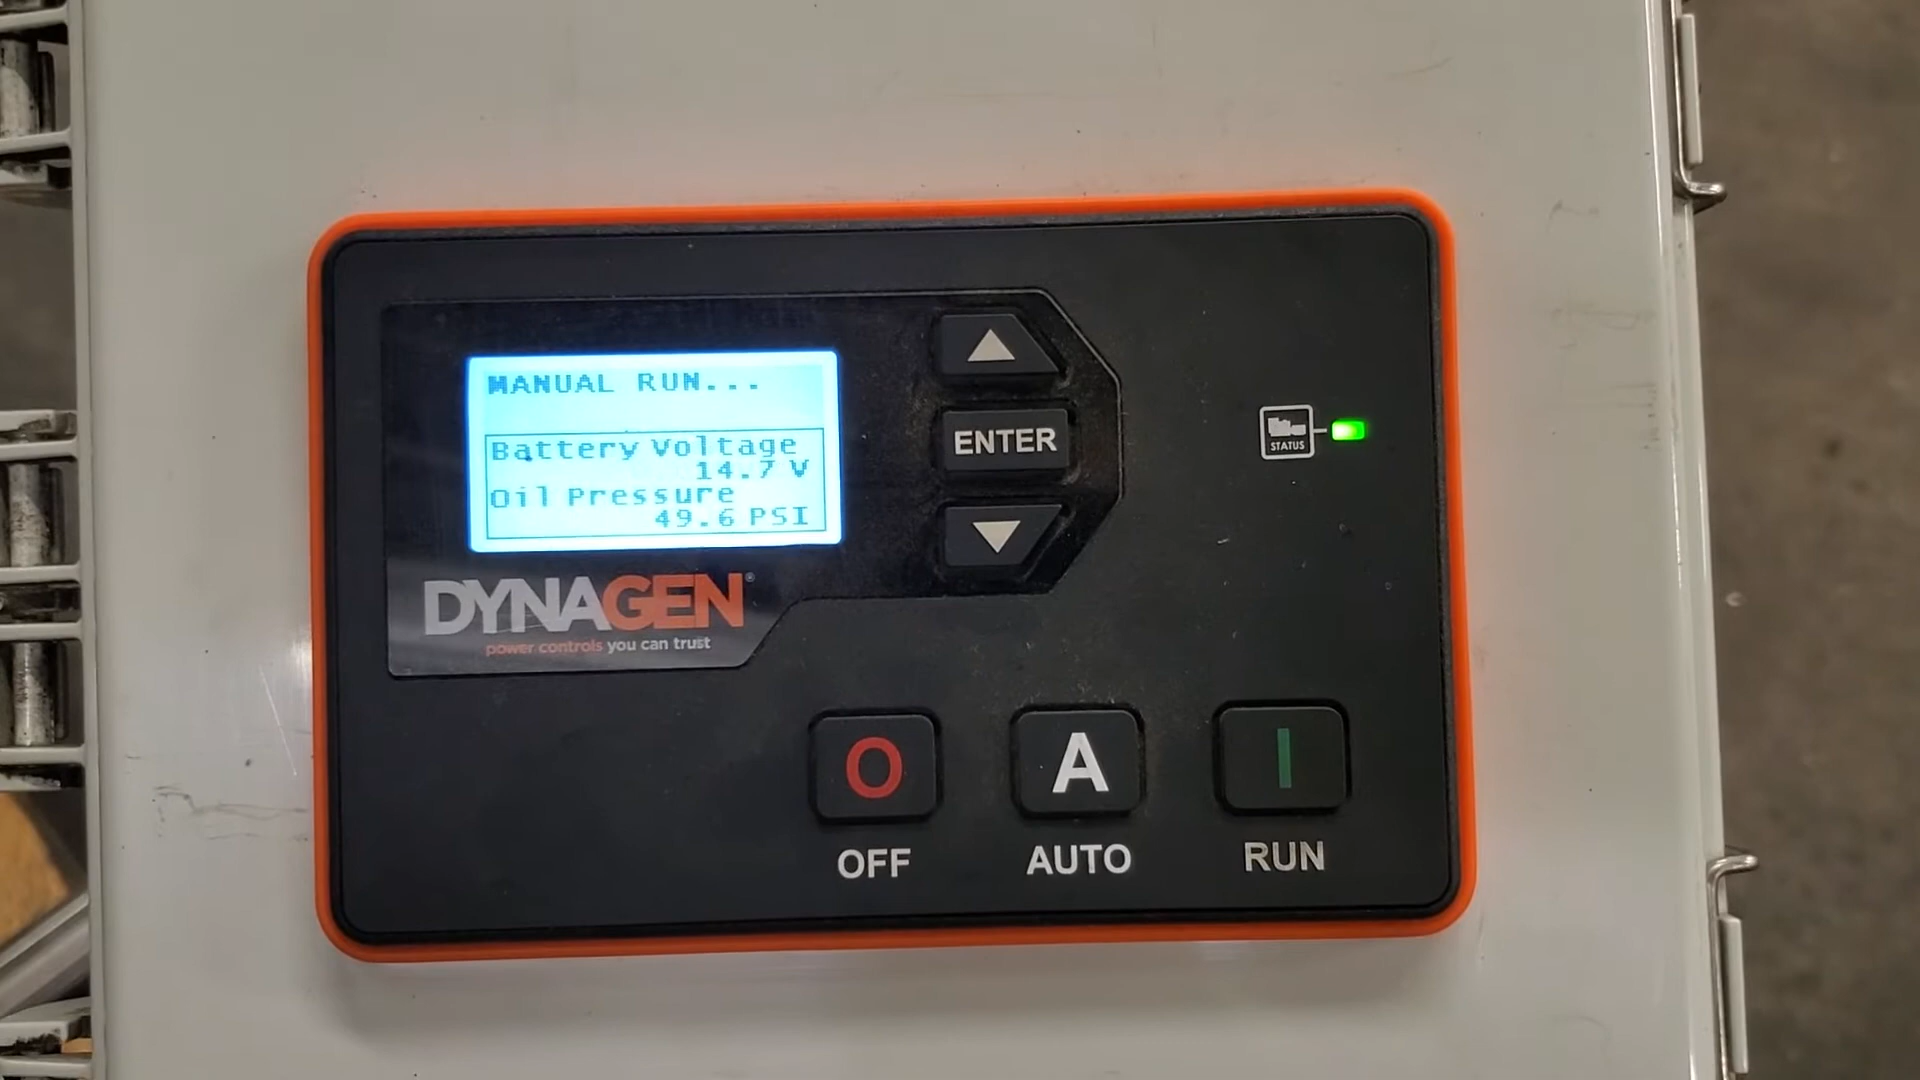 MANUAL RUN...
Battery Voltage
14.7 V
Oil Pressure
49.6 PSI
ENTER
STATUS
DYNAGEN®
power controls you can trust
O
A
I
OFF
AUTO
RUN